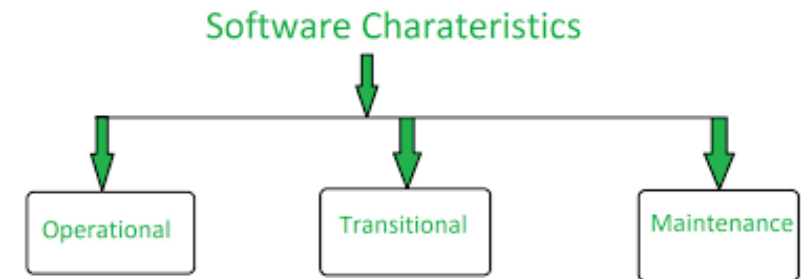 Software Charateristics
Operational
Transitional
Maintenance